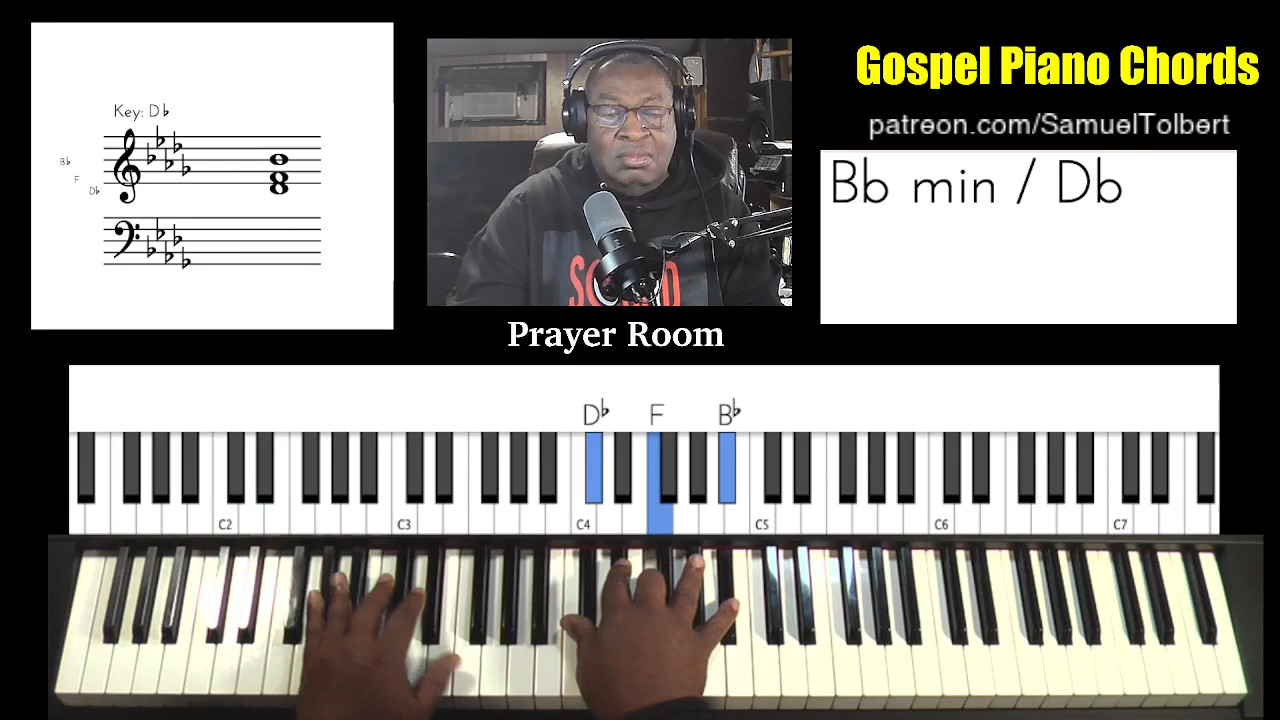 Key: D♭
B♭
F
D♭
Gospel Piano Chords
patreon.com/SamuelTolbert
Bb min / Db
Prayer Room
D♭ F B♭
C2 C3 C4 C5 C6 C7